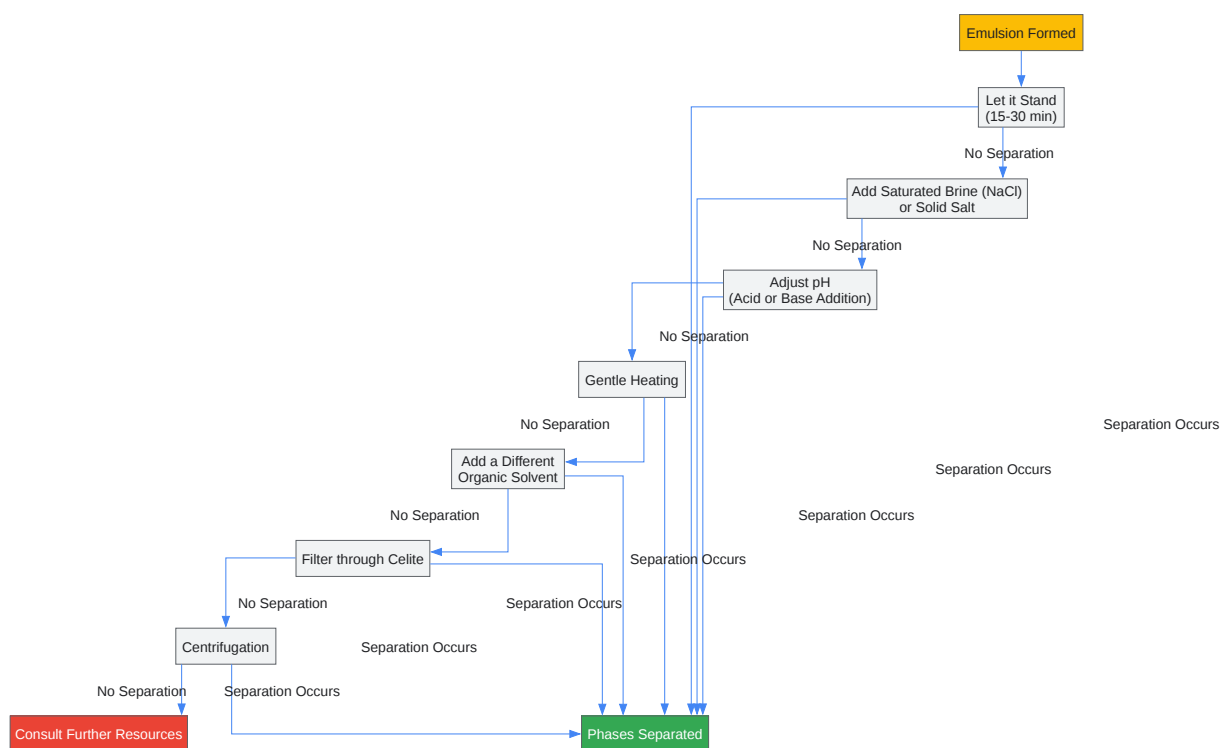 Emulsion Formed
Let it Stand
(15-30 min)
No Separation
Add Saturated Brine (NaCl)
or Solid Salt
No Separation
Adjust pH
(Acid or Base Addition)
No Separation
Gentle Heating
No Separation
Separation Occurs
Add a Different
Organic Solvent
Separation Occurs
No Separation
Separation Occurs
Filter through Celite
Separation Occurs
No Separation
Separation Occurs
Centrifugation
Separation Occurs
No Separation
Separation Occurs
Consult Further Resources
Phases Separated